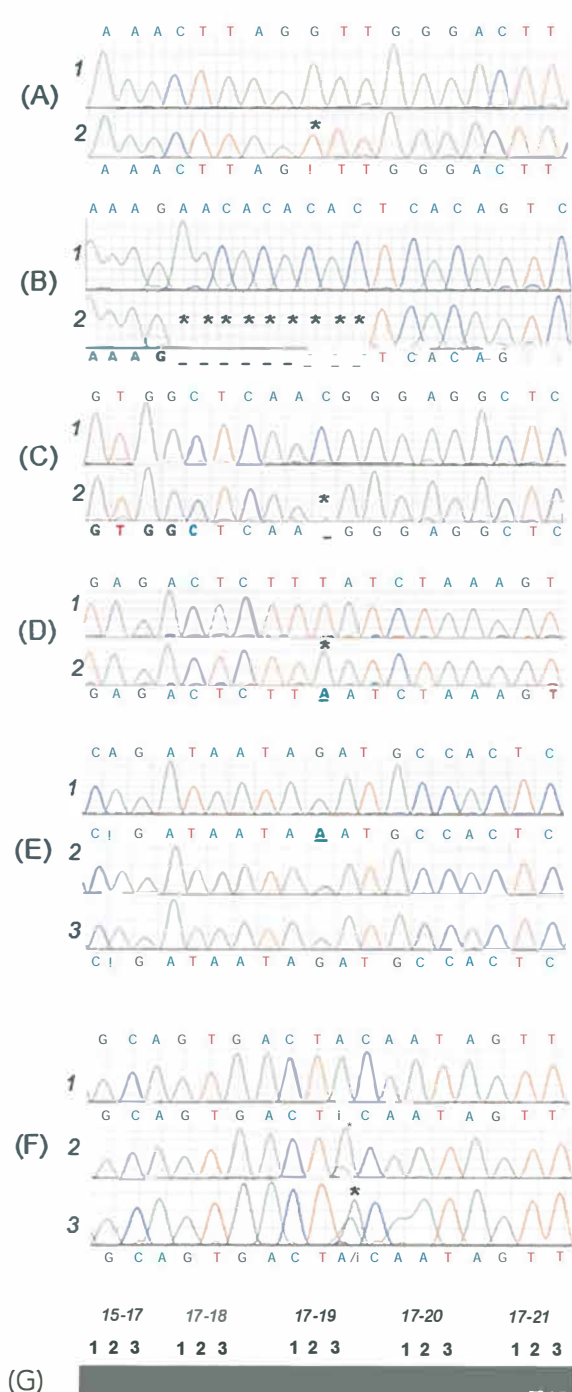 A A A C T T A G G T T G G G A C T T
1
(A)
*
2
A A A C T T A G ! T T G G G A C T T
A A A G A A C A C A C A C T C A C A G T C
1
(B)
2 * * * * * * * * *
A A A G _ _ _ _ _ _ _ _ _ T C A C A G
G T G G C T C A A C G G G A G G C T C
1
(C)
2 *
G T G G C T C A A _ G G G A G G C T C
G A G A C T C T T T A T C T A A A G T
1
(D)
*
2
G A G A C T C T T A A T C T A A A G T
C A G A T A A T A G A T G C C A C T C
1
C ! G A T A A T A A A T G C C A C T C
(E)
2
3
C ! G A T A A T A G A T G C C A C T C
G C A G T G A C T A C A A T A G T T
1
G C A G T G A C T i C A A T A G T T
(F)
2 *
*
3
G C A G T G A C T A/i C A A T A G T T
15-17 17-18 17-19 17-20 17-21
1 2 3 1 2 3 1 2 3 1 2 3 1 2 3
(G)